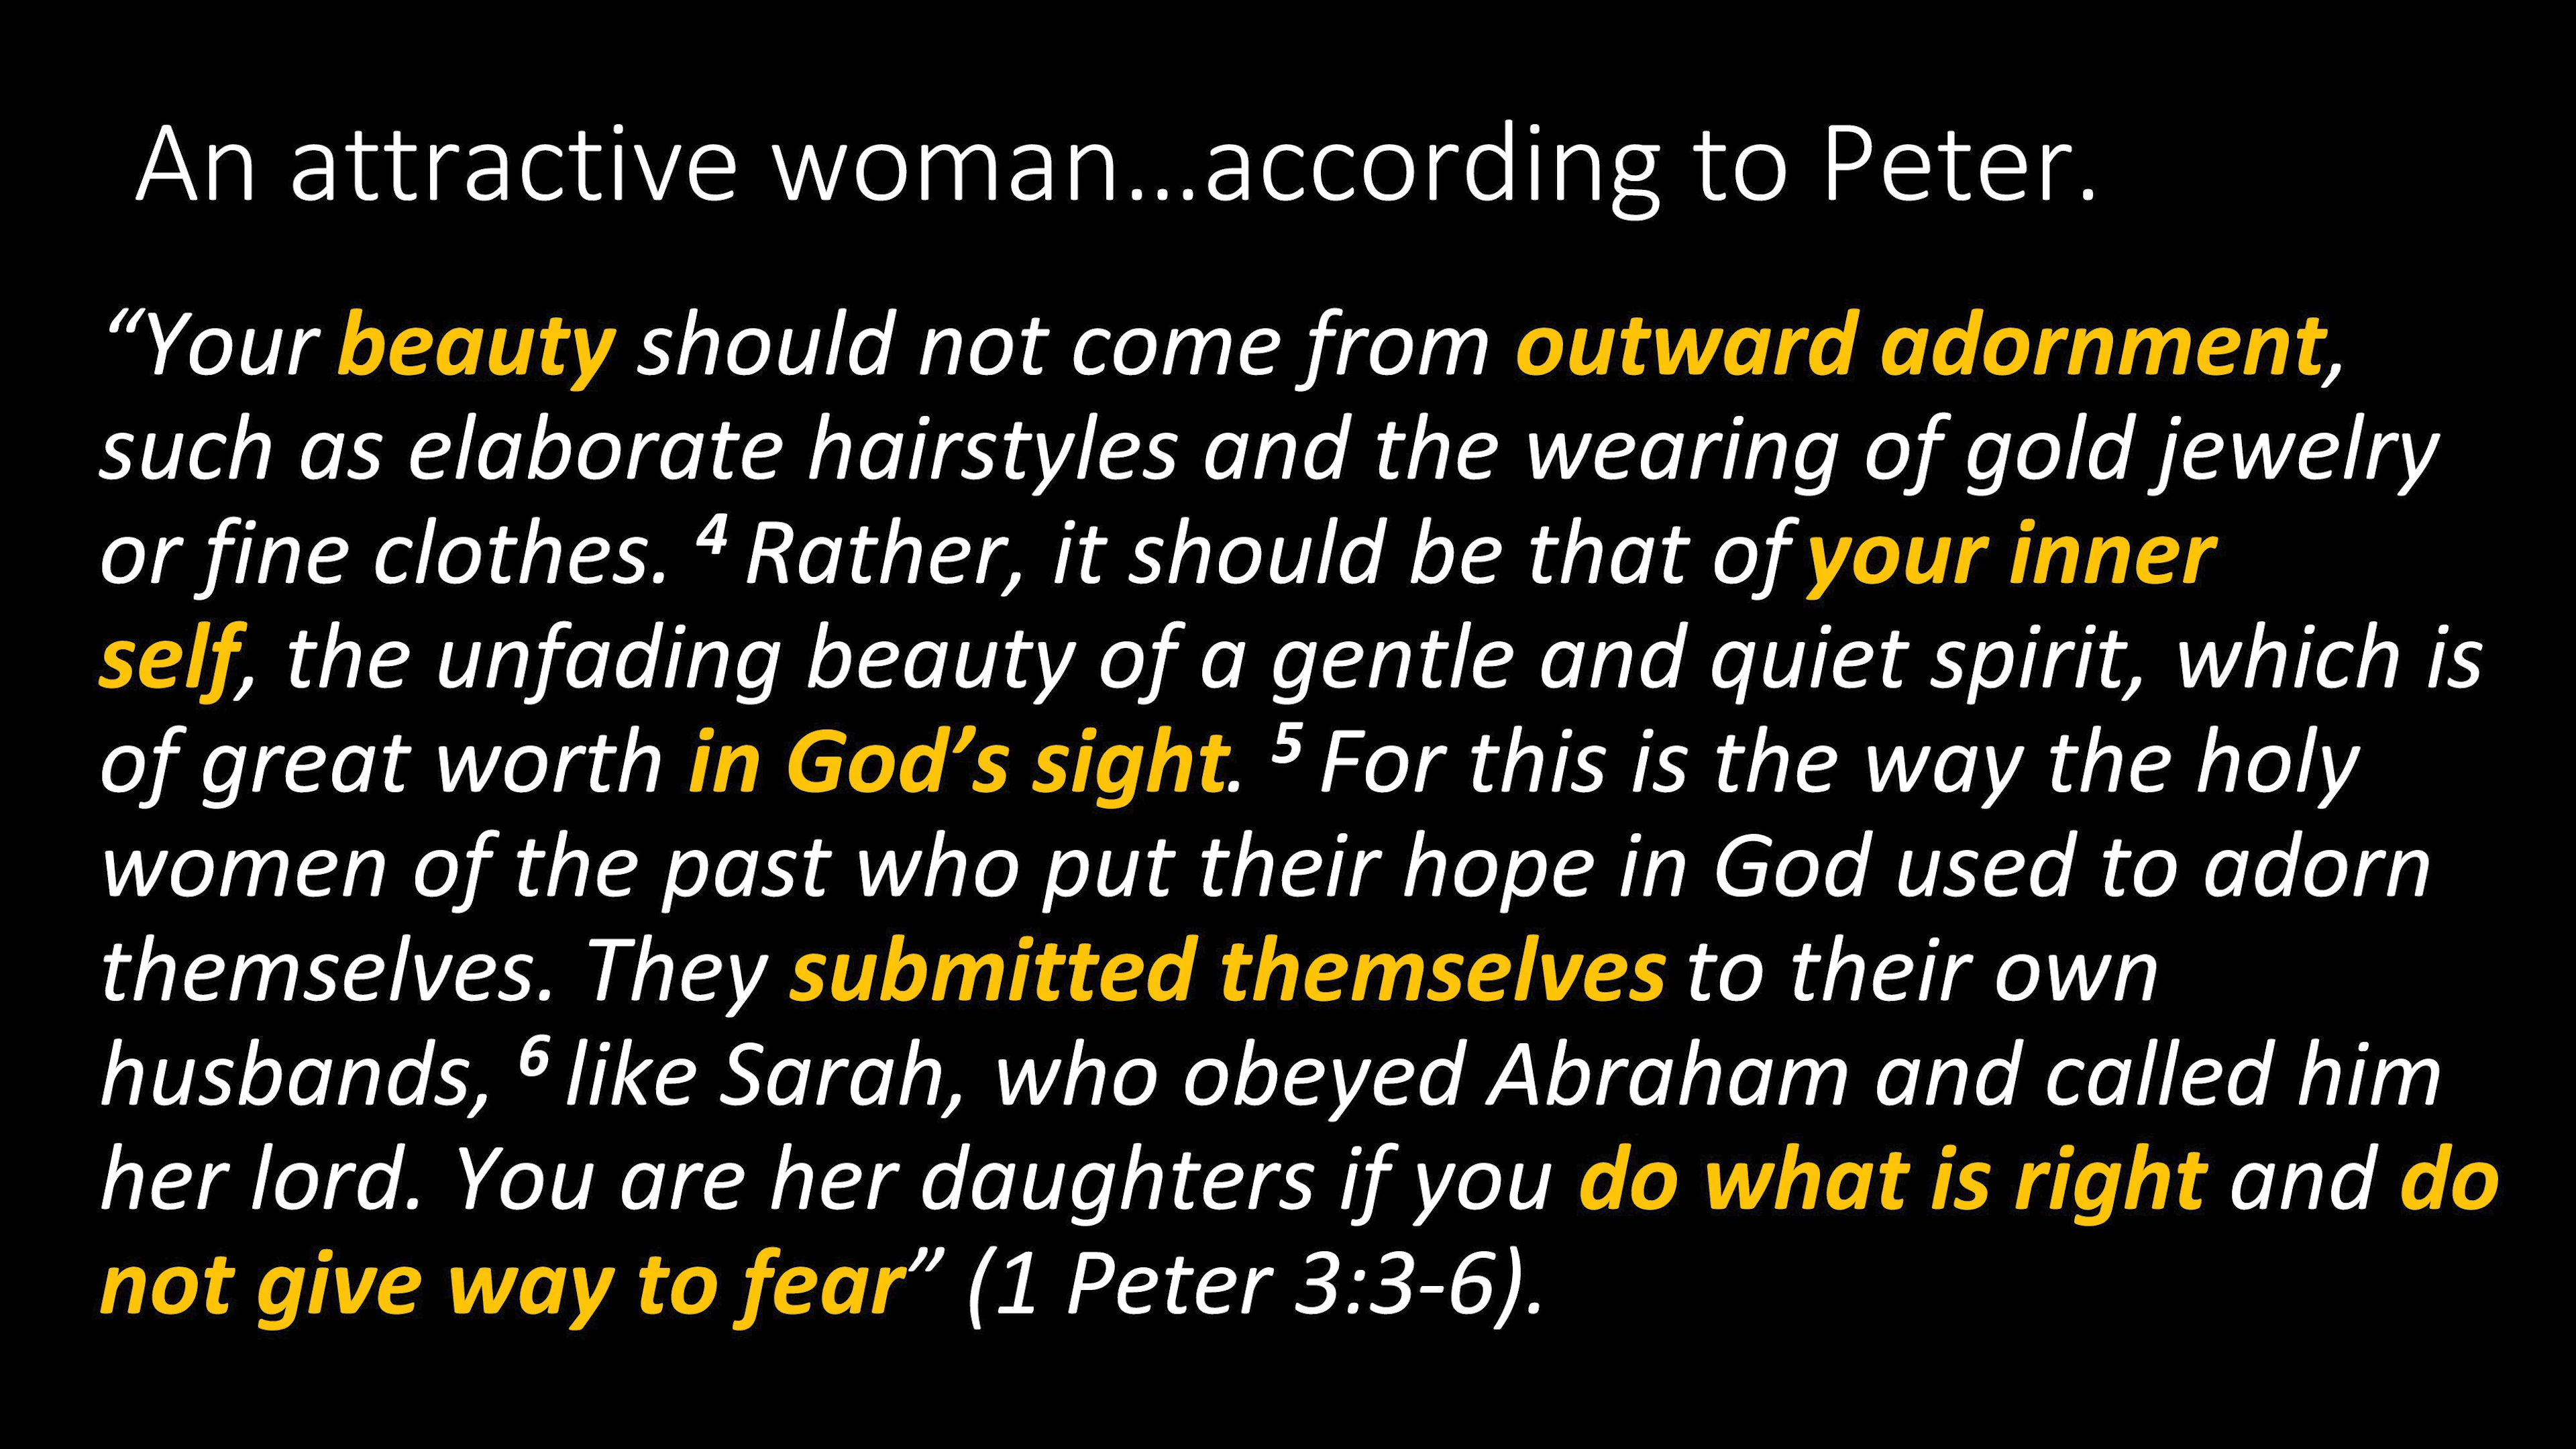 An attractive woman…according to Peter.
“Your beauty should not come from outward adornment,
such as elaborate hairstyles and the wearing of gold jewelry
or fine clothes. ⁴ Rather, it should be that of your inner
self, the unfading beauty of a gentle and quiet spirit, which is
of great worth in God’s sight. ⁵ For this is the way the holy
women of the past who put their hope in God used to adorn
themselves. They submitted themselves to their own
husbands, ⁶ like Sarah, who obeyed Abraham and called him
her lord. You are her daughters if you do what is right and do
not give way to fear” (1 Peter 3:3-6).